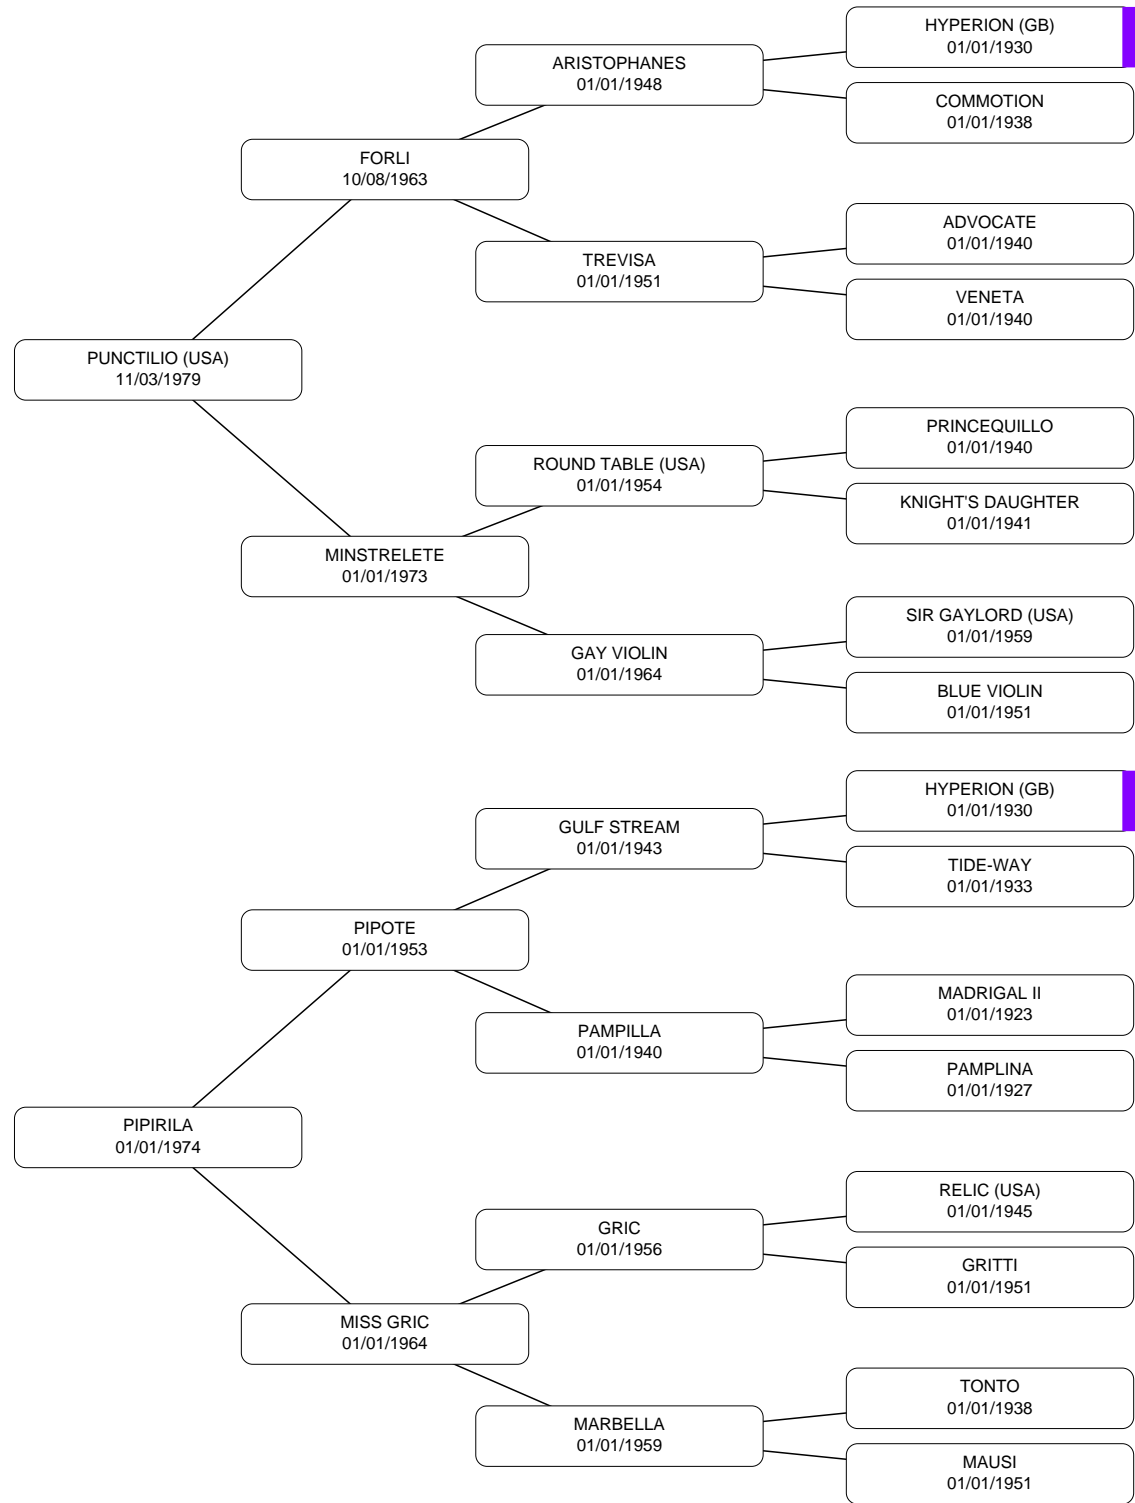 HYPERION (GB)
01/01/1930
ARISTOPHANES
01/01/1948
COMMOTION
01/01/1938
FORLI
10/08/1963
ADVOCATE
01/01/1940
TREVISA
01/01/1951
VENETA
01/01/1940
PUNCTILIO (USA)
11/03/1979
PRINCEQUILLO
01/01/1940
ROUND TABLE (USA)
01/01/1954
KNIGHT'S DAUGHTER
01/01/1941
MINSTRELETE
01/01/1973
SIR GAYLORD (USA)
01/01/1959
GAY VIOLIN
01/01/1964
BLUE VIOLIN
01/01/1951
HYPERION (GB)
01/01/1930
GULF STREAM
01/01/1943
TIDE-WAY
01/01/1933
PIPOTE
01/01/1953
MADRIGAL II
01/01/1923
PAMPILLA
01/01/1940
PAMPLINA
01/01/1927
PIPIRILA
01/01/1974
RELIC (USA)
01/01/1945
GRIC
01/01/1956
GRITTI
01/01/1951
MISS GRIC
01/01/1964
TONTO
01/01/1938
MARBELLA
01/01/1959
MAUSI
01/01/1951